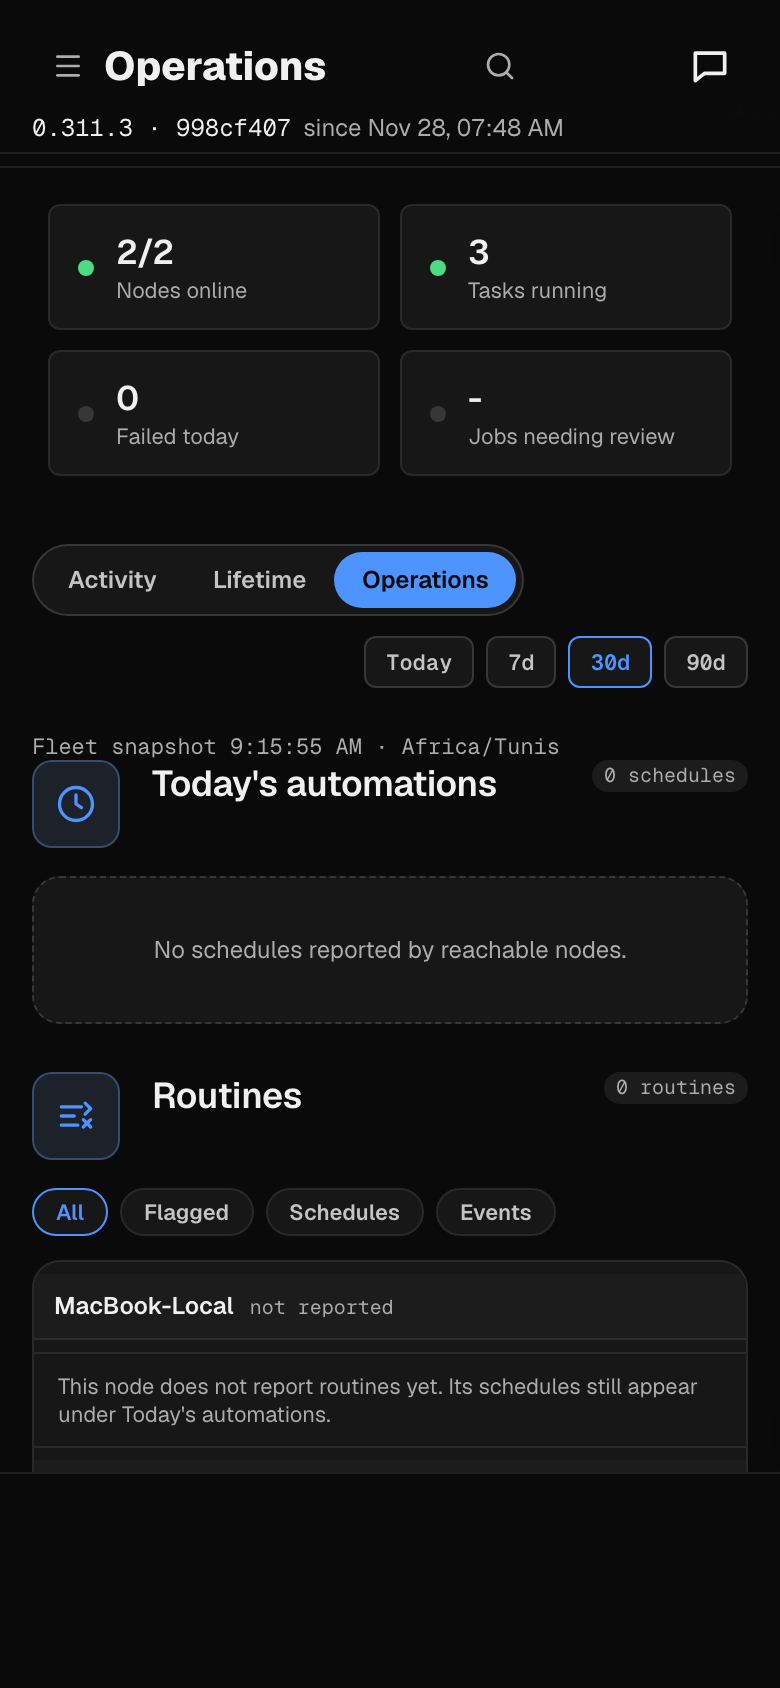 Operations
0.311.3 · 998cf407 since Nov 28, 07:48 AM
2/2
Nodes online
3
Tasks running
0
Failed today
-
Jobs needing review
Activity Lifetime Operations
Today 7d 30d 90d
Fleet snapshot 9:15:55 AM · Africa/Tunis
Today's automations
0 schedules
No schedules reported by reachable nodes.
Routines
0 routines
All Flagged Schedules Events
MacBook-Local not reported
This node does not report routines yet. Its schedules still appear
under Today's automations.